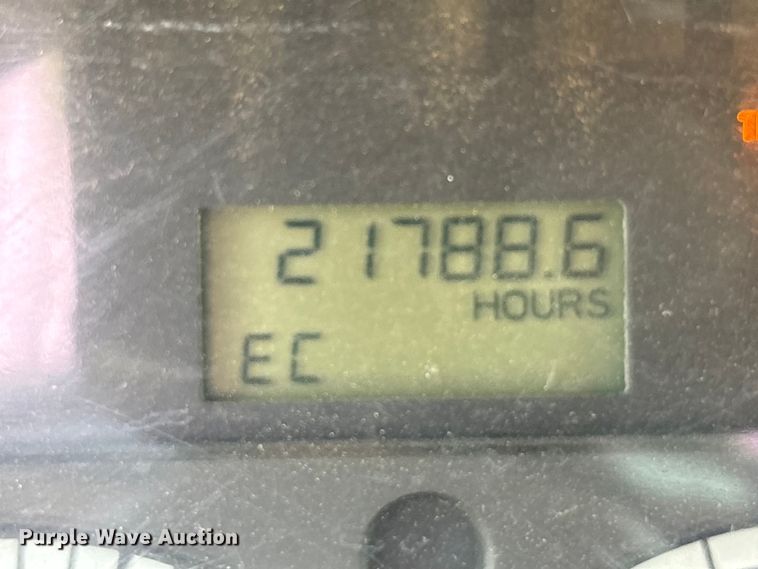 21788.6
HOURS
EC
Purple Wave Auction